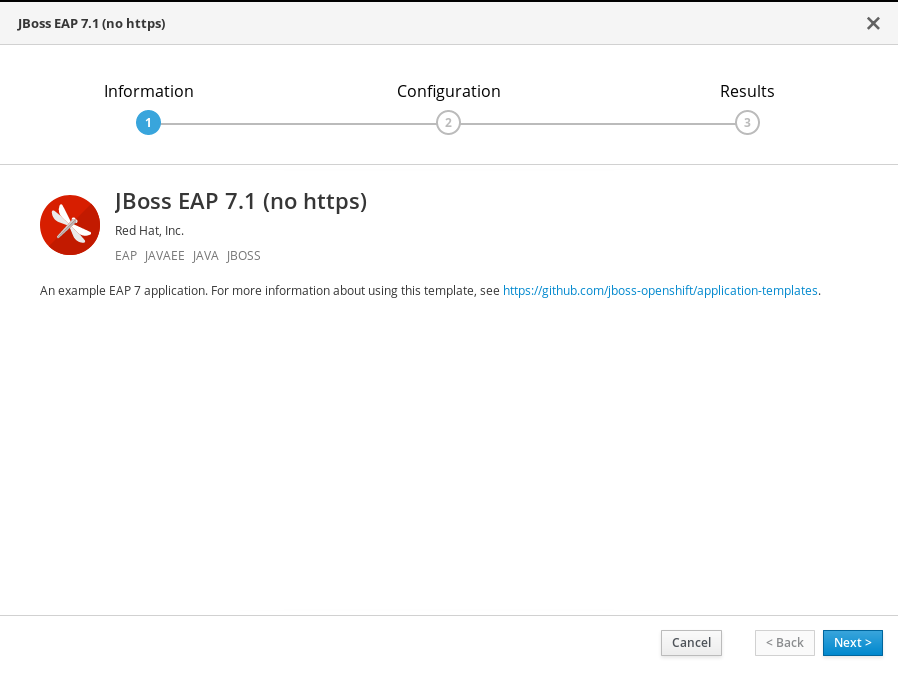 JBoss EAP 7.1 (no https)
Information Configuration Results
1 2 3
JBoss EAP 7.1 (no https)
Red Hat, Inc.
EAP JAVAEE JAVA JBOSS
An example EAP 7 application. For more information about using this template, see https://github.com/jboss-openshift/application-templates.
Cancel < Back Next >